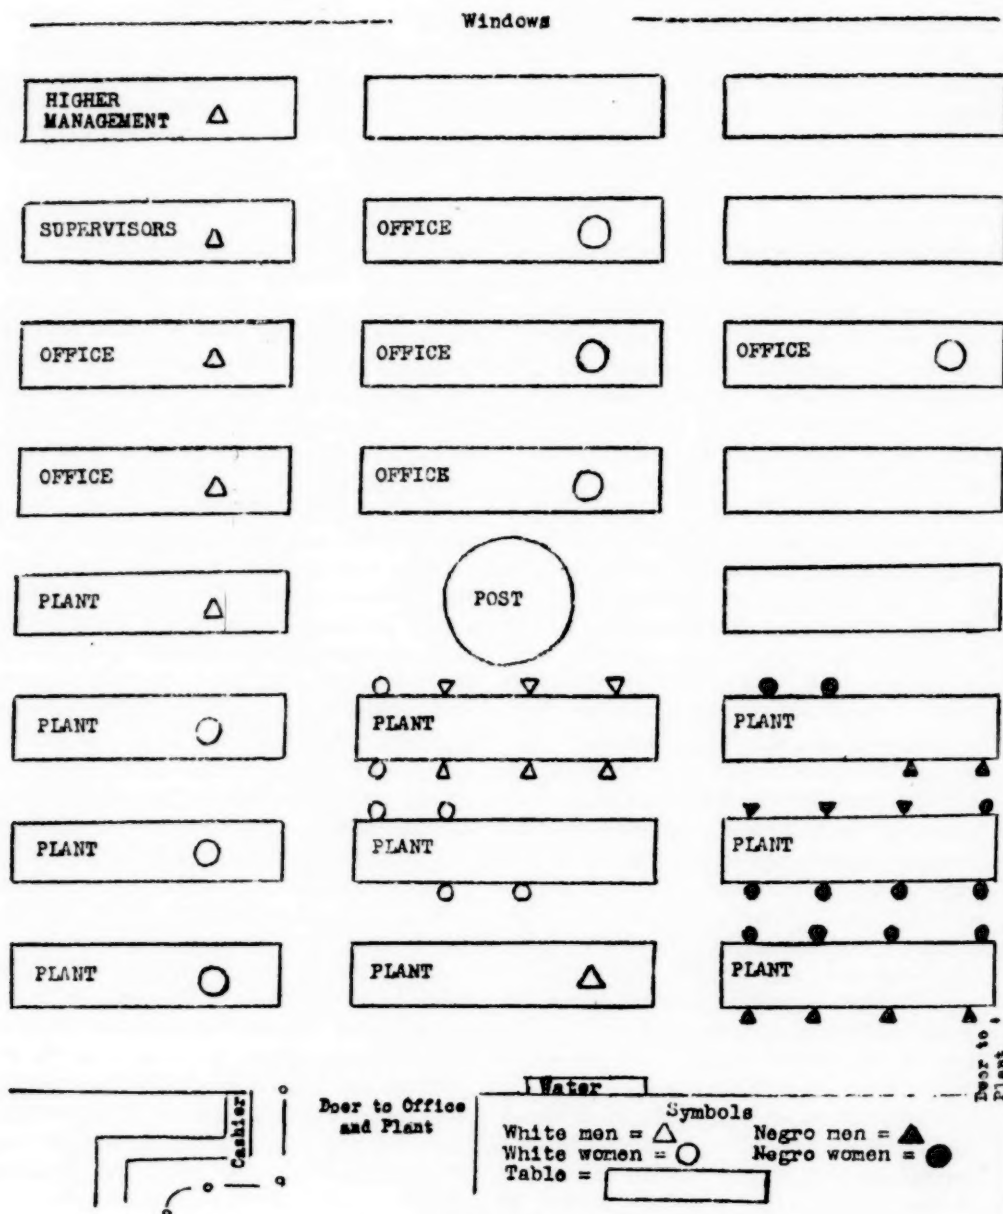 Windows
HIGHER
MANAGEMENT
SUPERVISORS
OFFICE
OFFICE
OFFICE
OFFICE
OFFICE
OFFICE
PLANT
POST
PLANT
PLANT
PLANT
PLANT
PLANT
PLANT
PLANT
PLANT
PLANT
Door to
Plant
Cashier
Door to Office
and Plant
Water
Symbols
White men = Negro men =
White women = Negro women =
Table =